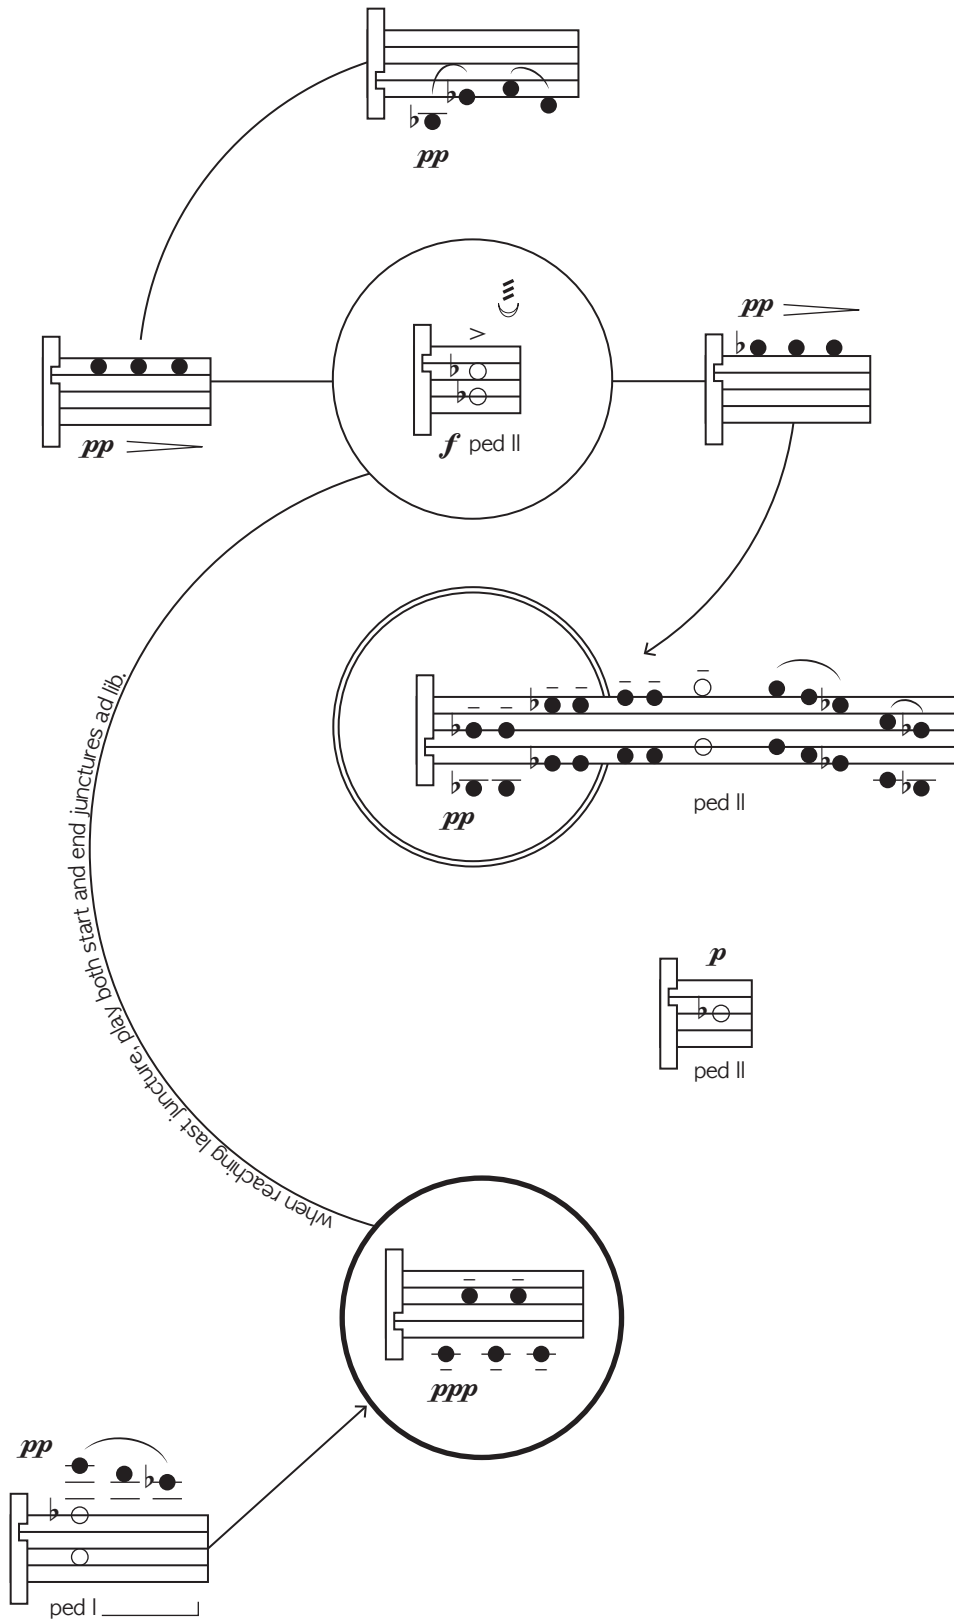 pp
pp
pp
f ped II
pp
ped II
when reaching last juncture, play both start and end junctures ad lib.
p
ped II
ppp
pp
ped I